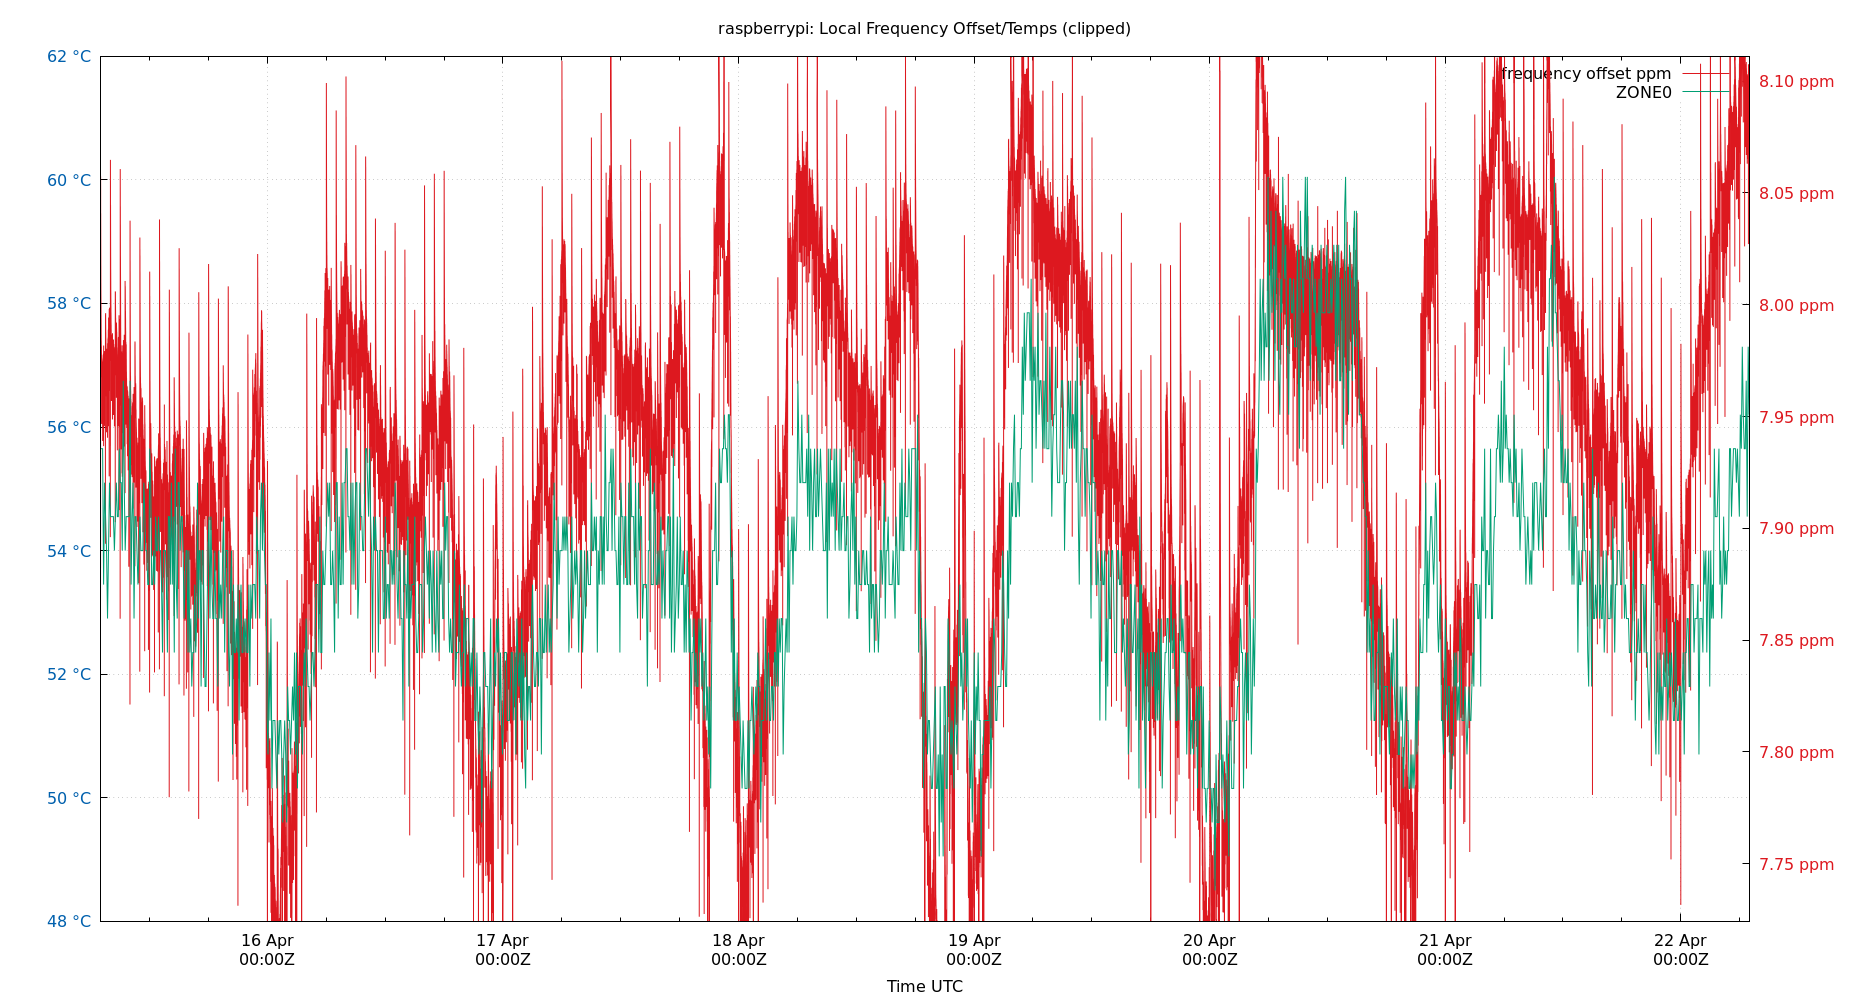 raspberrypi: Local Frequency Offset/Temps (clipped)
62 °C
60 °C
58 °C
56 °C
54 °C
52 °C
50 °C
48 °C
frequency offset ppm
ZONE0
8.10 ppm
8.05 ppm
8.00 ppm
7.95 ppm
7.90 ppm
7.85 ppm
7.80 ppm
7.75 ppm
16 Apr
00:00Z
17 Apr
00:00Z
18 Apr
00:00Z
19 Apr
00:00Z
20 Apr
00:00Z
21 Apr
00:00Z
22 Apr
00:00Z
Time UTC